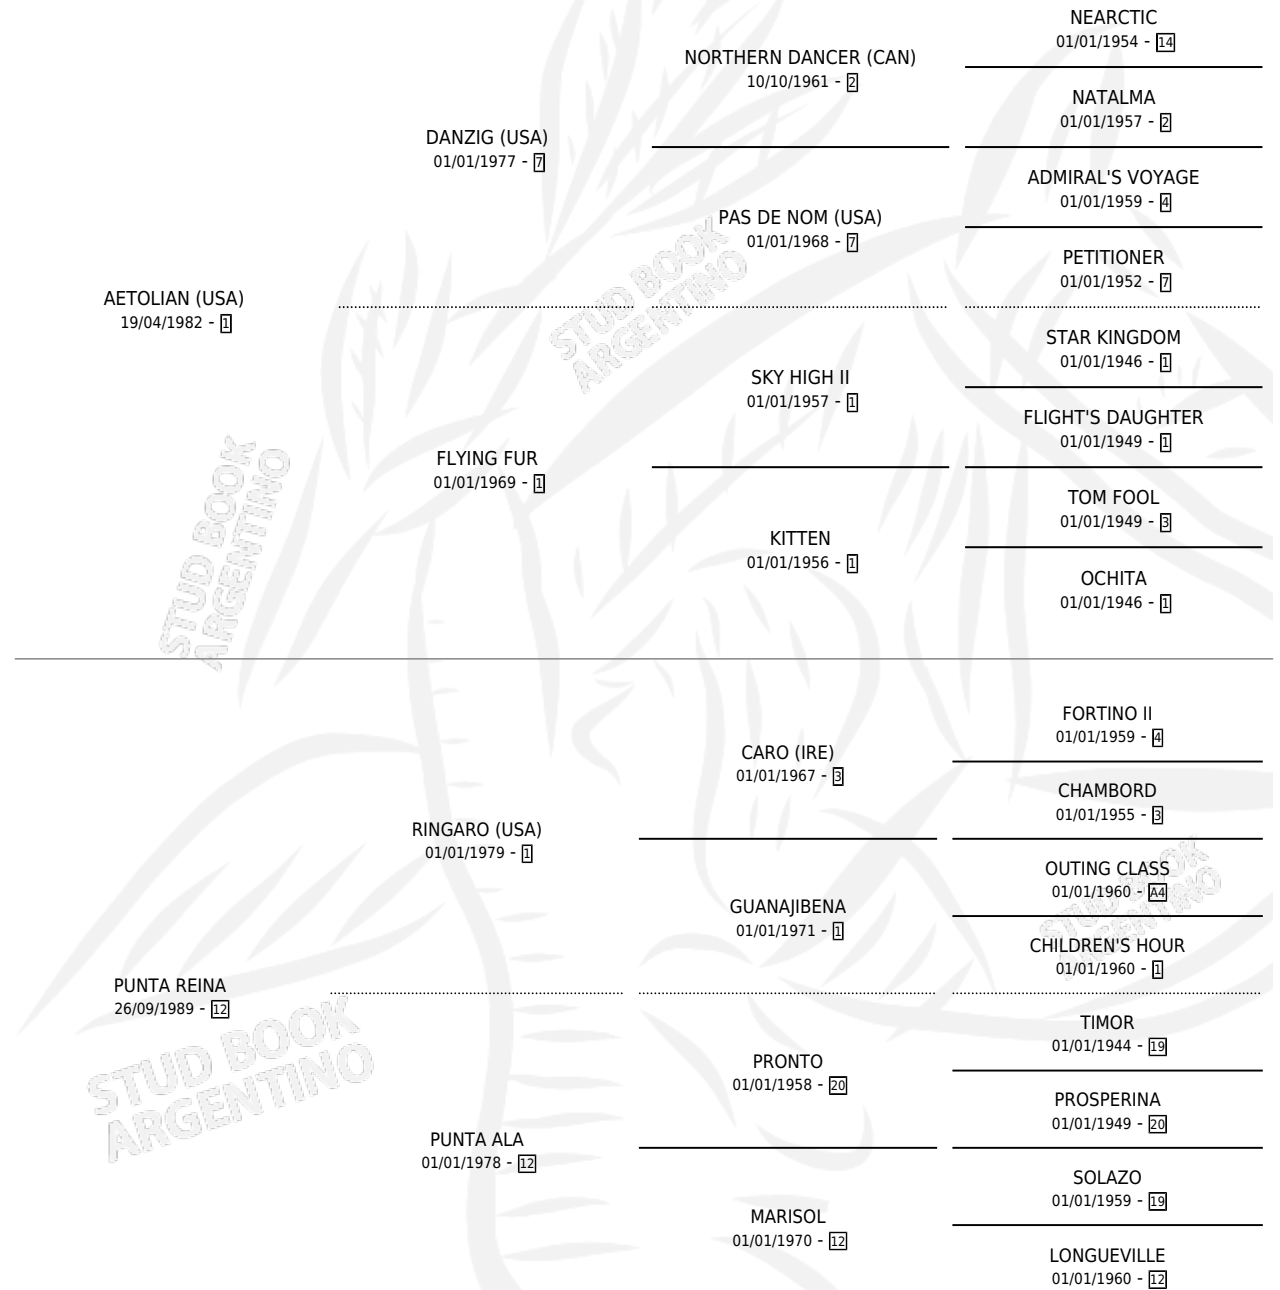 NEARCTIC
01/01/1954 - 14
NORTHERN DANCER (CAN)
10/10/1961 - 2
NATALMA
01/01/1957 - 2
DANZIG (USA)
01/01/1977 - 7
ADMIRAL'S VOYAGE
01/01/1959 - 4
PAS DE NOM (USA)
01/01/1968 - 7
PETITIONER
01/01/1952 - 7
AETOLIAN (USA)
19/04/1982 - 1
STAR KINGDOM
01/01/1946 - 1
SKY HIGH II
01/01/1957 - 1
FLIGHT'S DAUGHTER
01/01/1949 - 1
FLYING FUR
01/01/1969 - 1
TOM FOOL
01/01/1949 - 3
KITTEN
01/01/1956 - 1
OCHITA
01/01/1946 - 1
FORTINO II
01/01/1959 - 4
CARO (IRE)
01/01/1967 - 3
CHAMBORD
01/01/1955 - 3
RINGARO (USA)
01/01/1979 - 1
OUTING CLASS
01/01/1960 - A4
GUANAJIBENA
01/01/1971 - 1
CHILDREN'S HOUR
01/01/1960 - 1
PUNTA REINA
26/09/1989 - 12
TIMOR
01/01/1944 - 19
PRONTO
01/01/1958 - 20
PROSPERINA
01/01/1949 - 20
PUNTA ALA
01/01/1978 - 12
SOLAZO
01/01/1959 - 19
MARISOL
01/01/1970 - 12
LONGUEVILLE
01/01/1960 - 12
STUD BOOK
ARGENTINO
STUD BOOK
ARGENTINO
STUD BOOK
ARGENTINO
STUD BOOK
ARGENTINO